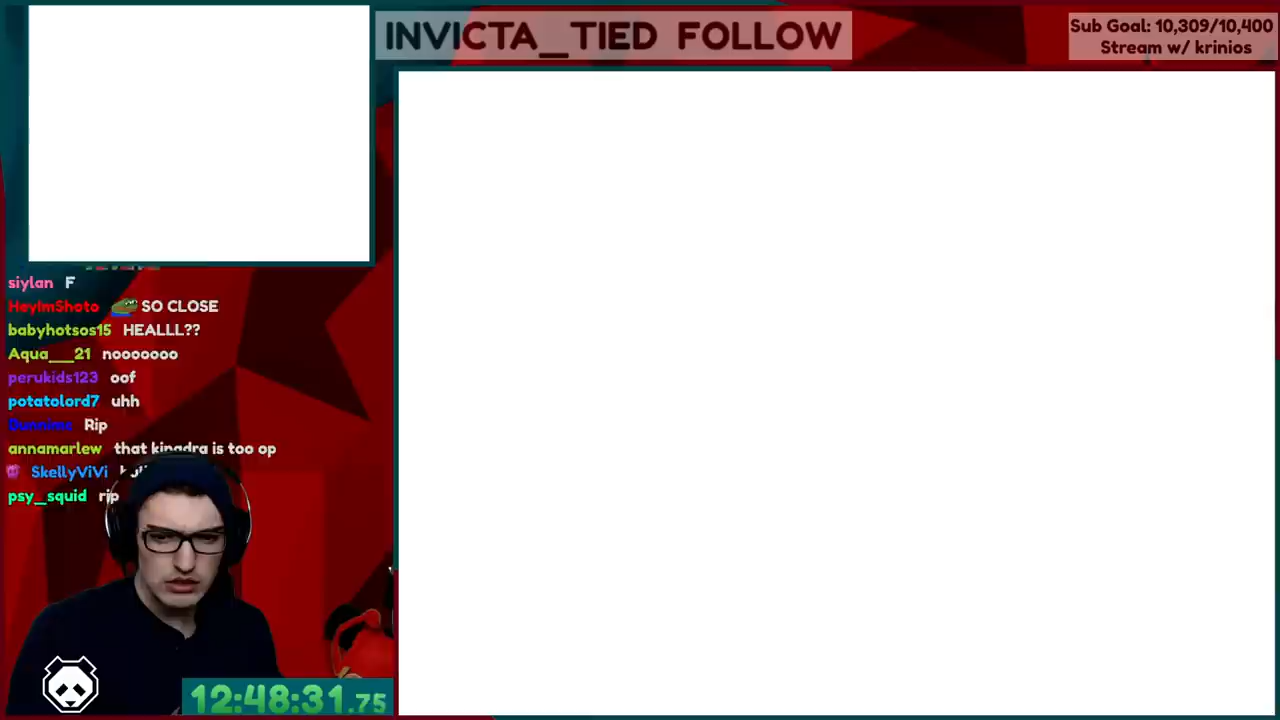 INVICTA_TIED FOLLOW
Sub Goal: 10,309/10,400
Stream w/ krinios
siylan F
HeyImShoto SO CLOSE
babyhotsos15 HEALLL??
Aqua___21 nooooooo
perukids123 oof
potatolord7 uhh
Rip
annamarlew that kingdra is too op
SkellyViVi
psy_squid rip
12:48:31.75